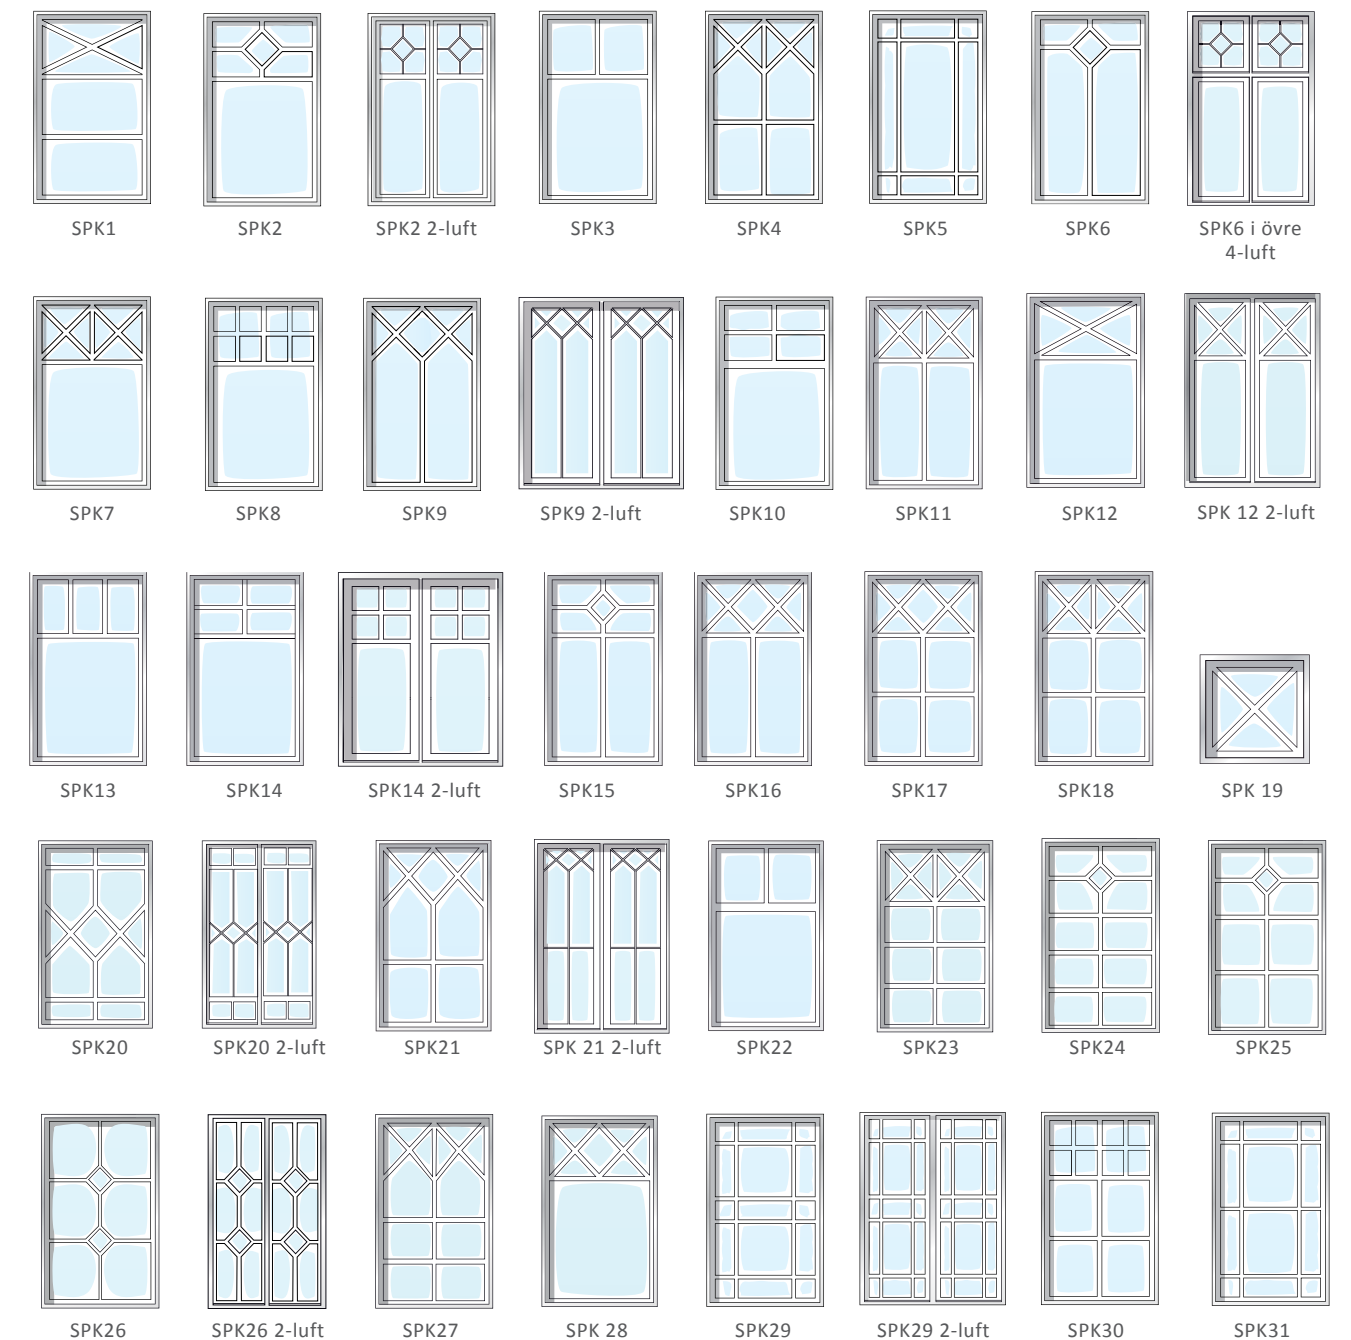 SPK1
SPK2
SPK2 2-luft
SPK3
SPK4
SPK5
SPK6
SPK6 i övre
4-luft
SPK7
SPK8
SPK9
SPK9 2-luft
SPK10
SPK11
SPK12
SPK 12 2-luft
SPK13
SPK14
SPK14 2-luft
SPK15
SPK16
SPK17
SPK18
SPK 19
SPK20
SPK20 2-luft
SPK21
SPK 21 2-luft
SPK22
SPK23
SPK24
SPK25
SPK26
SPK26 2-luft
SPK27
SPK 28
SPK29
SPK29 2-luft
SPK30
SPK31